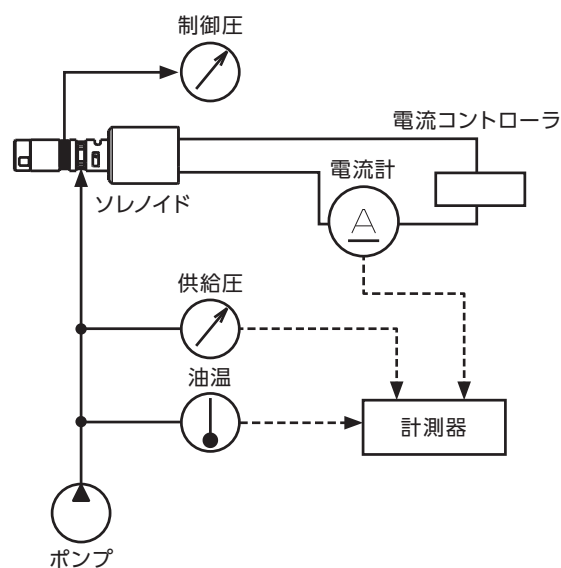 制御圧
電流コントローラ
電流計
A
ソレノイド
供給圧
油温
計測器
ポンプ